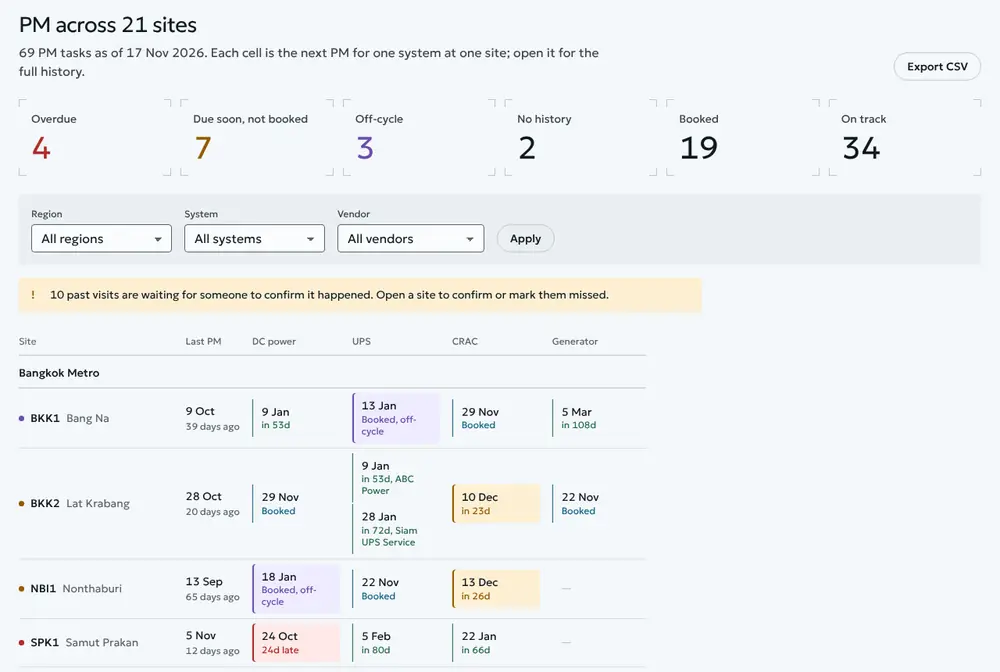 PM across 21 sites
69 PM tasks as of 17 Nov 2026. Each cell is the next PM for one system at one site; open it for the
full history.
Export CSV
Overdue
4
Due soon, not booked
7
Off-cycle
3
No history
2
Booked
19
On track
34
Region
All regions
System
All systems
Vendor
All vendors
Apply
! 10 past visits are waiting for someone to confirm it happened. Open a site to confirm or mark them missed.
Site Last PM DC power UPS CRAC Generator
Bangkok Metro
BKK1 Bang Na
9 Oct
39 days ago
9 Jan
in 53d
13 Jan
Booked, off-
cycle
29 Nov
Booked
5 Mar
in 108d
BKK2 Lat Krabang
28 Oct
20 days ago
29 Nov
Booked
9 Jan
in 53d, ABC
Power
28 Jan
in 72d, Siam
UPS Service
10 Dec
in 23d
22 Nov
Booked
NBI1 Nonthaburi
13 Sep
65 days ago
18 Jan
Booked, off-
cycle
22 Nov
Booked
13 Dec
in 26d
—
SPK1 Samut Prakan
5 Nov
12 days ago
24 Oct
24d late
5 Feb
in 80d
22 Jan
in 66d
—